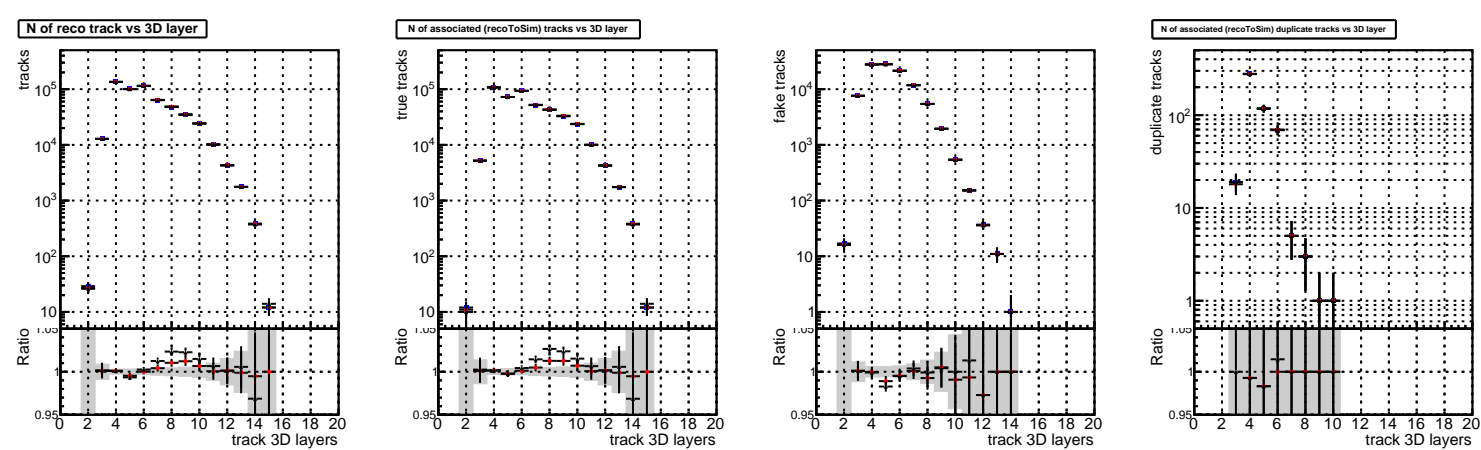 N of reco track vs 3D layer
tracks
10^5
10^4
10^3
10^2
10
Ratio
1.05
1
0.95
0 2 4 6 8 10 12 14 16 18 20
track 3D layers
N of associated (recoToSim) tracks vs 3D layer
true tracks
10^5
10^4
10^3
10^2
10
Ratio
1.05
1
0.95
0 2 4 6 8 10 12 14 16 18 20
track 3D layers
fake tracks
10^4
10^3
10^2
10
1
Ratio
1.05
1
0.95
0 2 4 6 8 10 12 14 16 18 20
track 3D layers
N of associated (recoToSim) duplicate tracks vs 3D layer
duplicate tracks
10^2
10
1
Ratio
1.05
1
0.95
0 2 4 6 8 10 12 14 16 18 20
track 3D layers